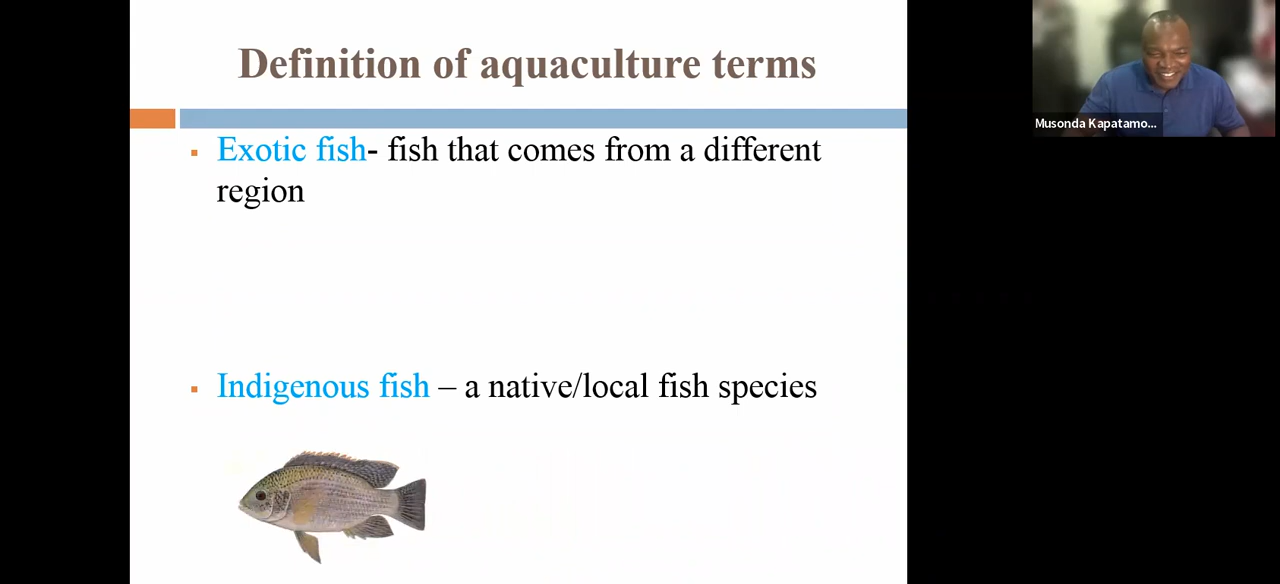 Definition of aquaculture terms
Exotic fish- fish that comes from a different
region
Indigenous fish – a native/local fish species
Musonda Kapatamo...